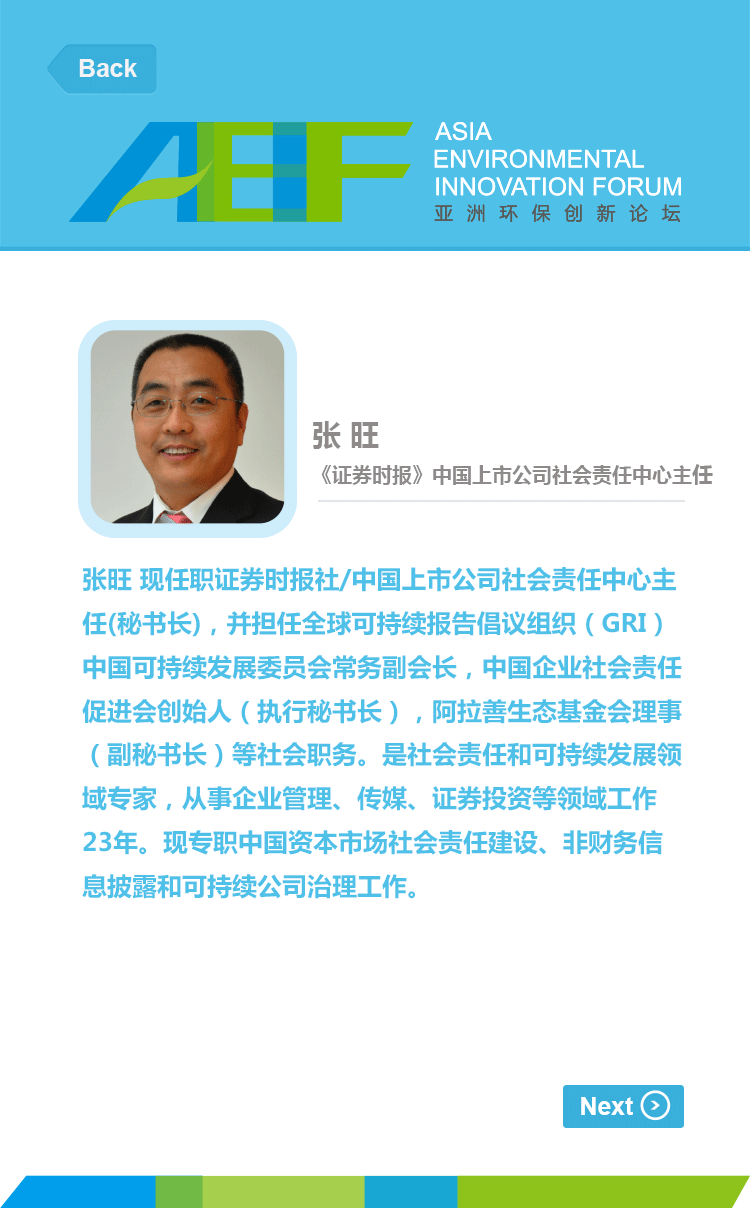 Back
AEIF
ASIA
ENVIRONMENTAL
INNOVATION FORUM
亚洲环保创新论坛
张 旺
《证券时报》中国上市公司社会责任中心主任
张旺 现任职证券时报社/中国上市公司社会责任中心主
任(秘书长)，并担任全球可持续报告倡议组织（GRI）
中国可持续发展委员会常务副会长，中国企业社会责任
促进会创始人（执行秘书长），阿拉善生态基金会理事
（副秘书长）等社会职务。是社会责任和可持续发展领
域专家，从事企业管理、传媒、证券投资等领域工作
23年。现专职中国资本市场社会责任建设、非财务信
息披露和可持续公司治理工作。
Next